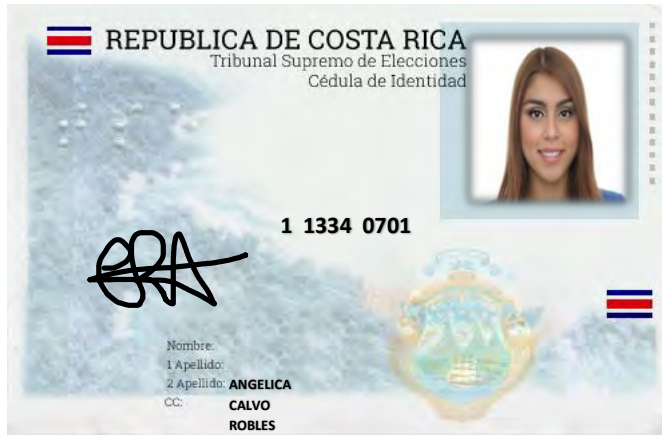 REPUBLICA DE COSTA RICA
Tribunal Supremo de Elecciones
Cédula de Identidad
1 1334 0701
Nombre:
1 Apellido:
2 Apellido: ANGELICA
CC: CALVO
ROBLES